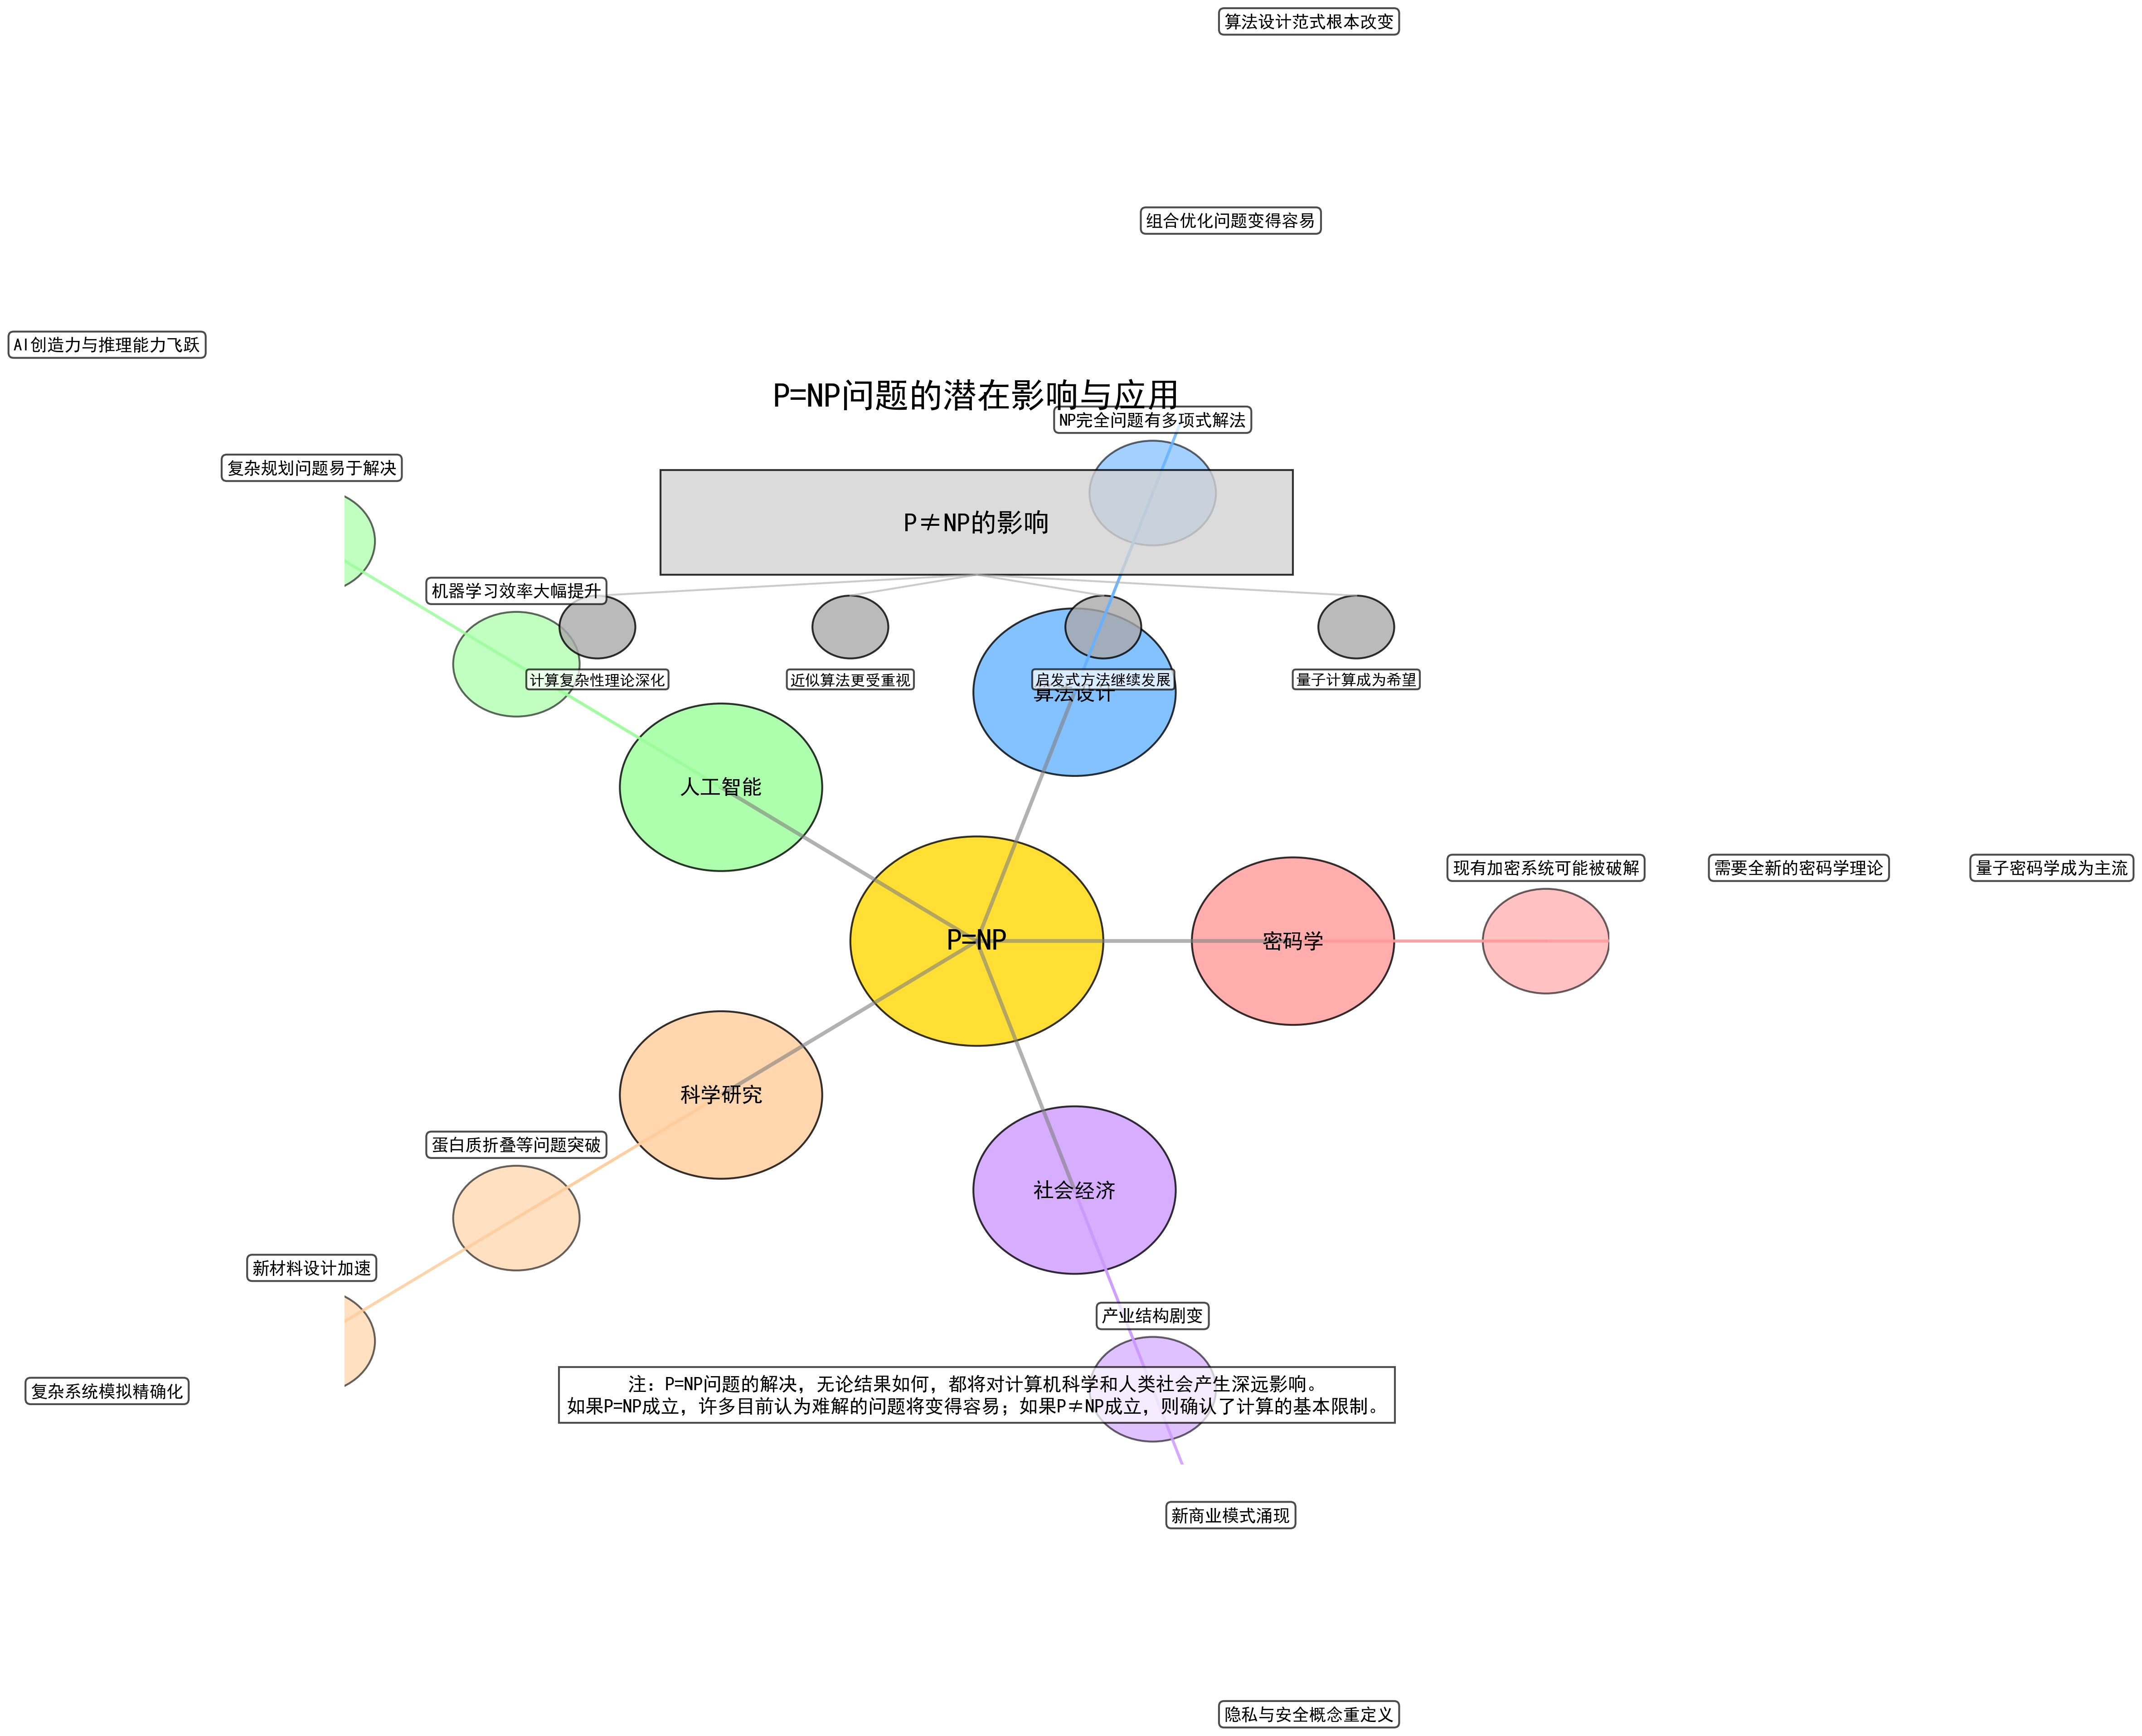 算法设计范式根本改变
组合优化问题变得容易
AI创造力与推理能力飞跃
P=NP问题的潜在影响与应用
NP完全问题有多项式解法
复杂规划问题易于解决
P≠NP的影响
机器学习效率大幅提升
计算复杂性理论深化
近似算法更受重视
启发式方法继续发展
量子计算成为希望
算法设计
人工智能
现有加密系统可能被破解
需要全新的密码学理论
量子密码学成为主流
P=NP
密码学
科学研究
蛋白质折叠等问题突破
社会经济
新材料设计加速
产业结构剧变
复杂系统模拟精确化
注：P=NP问题的解决，无论结果如何，都将对计算机科学和人类社会产生深远影响。
如果P=NP成立，许多目前认为难解的问题将变得容易；如果P≠NP成立，则确认了计算的基本限制。
新商业模式涌现
隐私与安全概念重定义